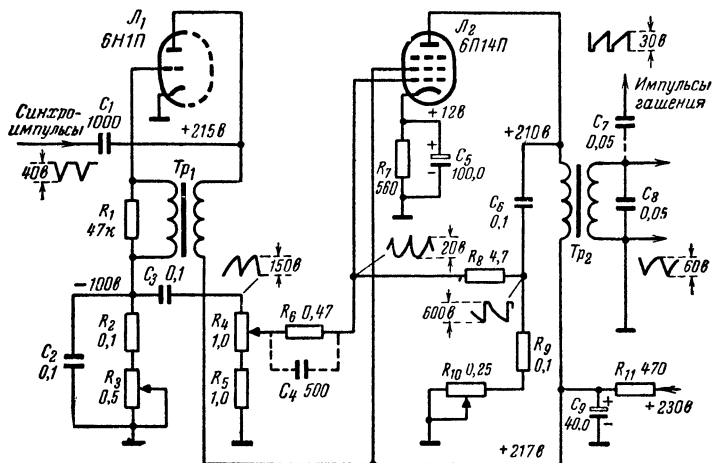 Л₁
6Н1П
Л₂
6П14П
30в
Импульсы
гашения
Синхро-
импульсы
C₁
1000
+215в
+12в
+210в
C₇
0,05
40в
Тр₁
R₇
560
C₅
100,0
+
-
C₆
0,1
C₈
0,05
R₁
47к
Тр₂
C₃ 0,1
150в
20в
R₈ 4,7
60в
-100в
600в
R₂
0,1
R₄
1,0
R₆ 0,47
R₉
0,1
C₂
0,1
R₃
0,5
R₅
1,0
C₄ 500
R₁₀ 0,25
R₁₁ 470
+230в
C₉
40,0
+
-
+217в